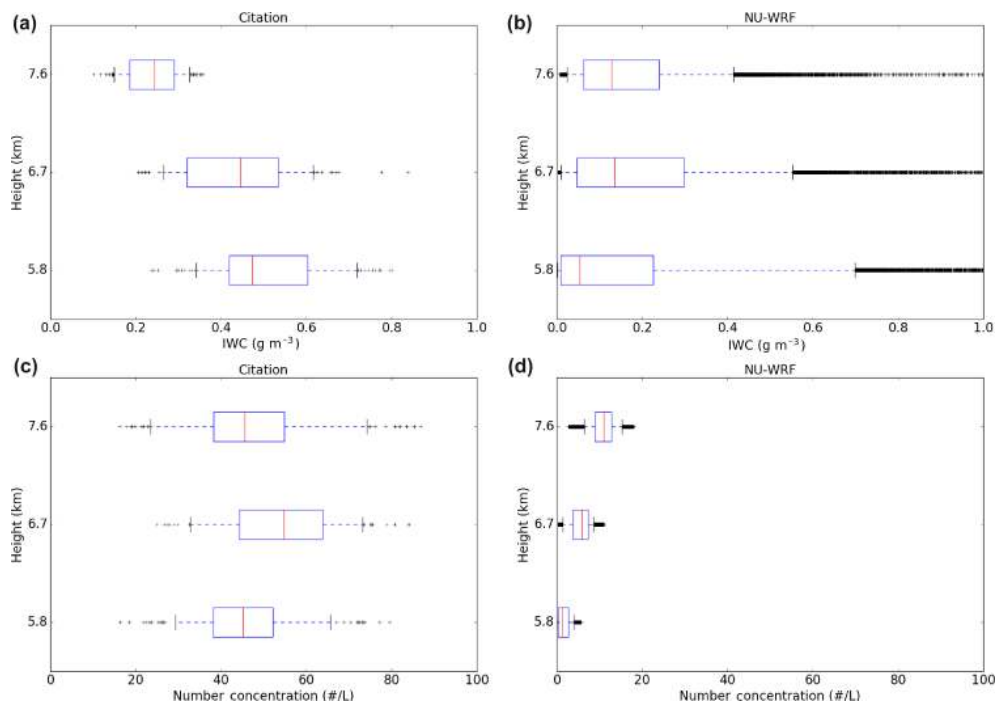 (a)
Citation
7.6
6.7
5.8
Height (km)
0.0 0.2 0.4 0.6 0.8 1.0
IWC (g m⁻³)
(b)
NU-WRF
7.6
6.7
5.8
Height (km)
0.0 0.2 0.4 0.6 0.8 1.0
IWC (g m⁻³)
(c)
Citation
7.6
6.7
5.8
Height (km)
0 20 40 60 80 100
Number concentration (#/L)
(d)
NU-WRF
7.6
6.7
5.8
Height (km)
0 20 40 60 80 100
Number concentration (#/L)